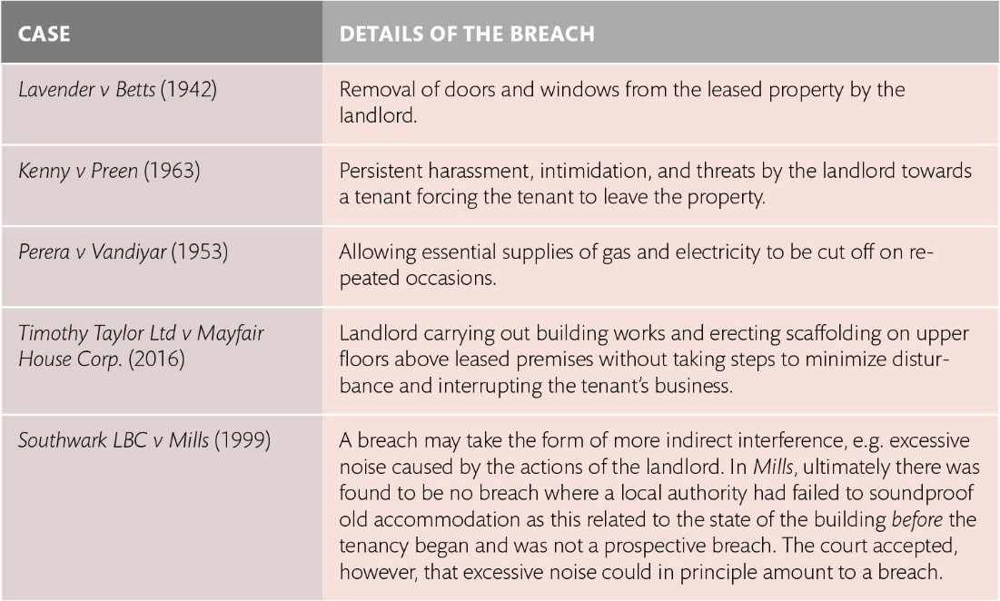 CASE
DETAILS OF THE BREACH
Lavender v Betts (1942)
Removal of doors and windows from the leased property by the
landlord.
Kenny v Preen (1963)
Persistent harassment, intimidation, and threats by the landlord towards
a tenant forcing the tenant to leave the property.
Perera v Vandiyar (1953)
Allowing essential supplies of gas and electricity to be cut off on re-
peated occasions.
Timothy Taylor Ltd v Mayfair
House Corp. (2016)
Landlord carrying out building works and erecting scaffolding on upper
floors above leased premises without taking steps to minimize distur-
bance and interrupting the tenant’s business.
Southwark LBC v Mills (1999)
A breach may take the form of more indirect interference, e.g. excessive
noise caused by the actions of the landlord. In Mills, ultimately there was
found to be no breach where a local authority had failed to soundproof
old accommodation as this related to the state of the building before the
tenancy began and was not a prospective breach. The court accepted,
however, that excessive noise could in principle amount to a breach.